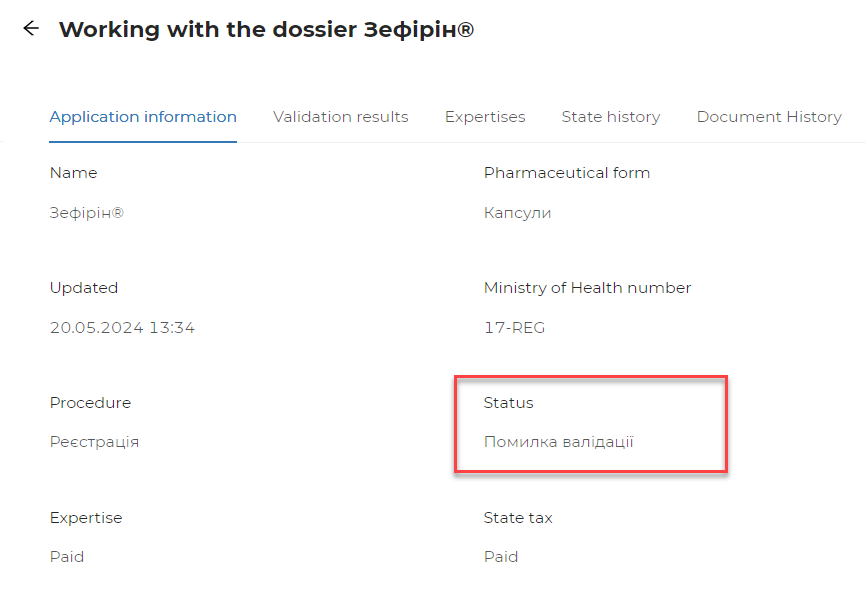 Working with the dossier Зефірін®
Application information Validation results Expertises State history Document History
Name Pharmaceutical form
Зефірін® Капсули
Updated Ministry of Health number
20.05.2024 13:34 17-REG
Procedure Status
Реєстрація Помилка валідації
Expertise State tax
Paid Paid